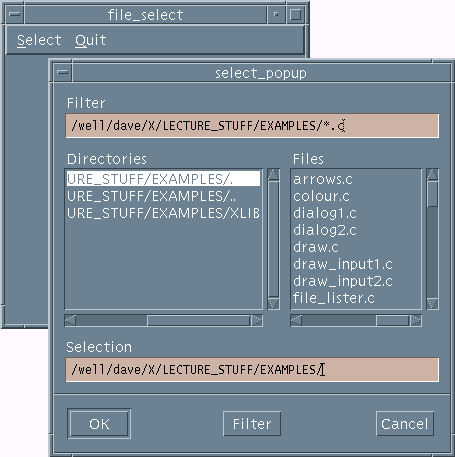 file_select
Select Quit
select_popup
Filter
/well/dave/X/LECTURE_STUFF/EXAMPLES/*.c
Directories
URE_STUFF/EXAMPLES/.
URE_STUFF/EXAMPLES/..
URE_STUFF/EXAMPLES/XLIB
Files
arrows.c
colour.c
dialog1.c
dialog2.c
draw.c
draw_input1.c
draw_input2.c
file_lister.c
Selection
/well/dave/X/LECTURE_STUFF/EXAMPLES/
OK Filter Cancel